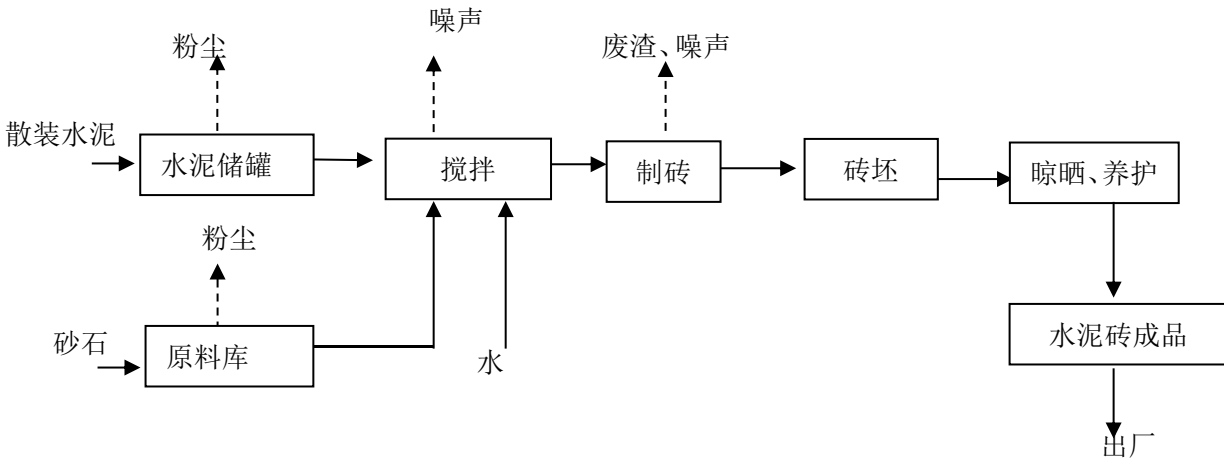 噪声
粉尘
废渣、噪声
散装水泥
水泥储罐
搅拌
制砖
砖坯
晾晒、养护
粉尘
砂石
原料库
水
水泥砖成品
出厂